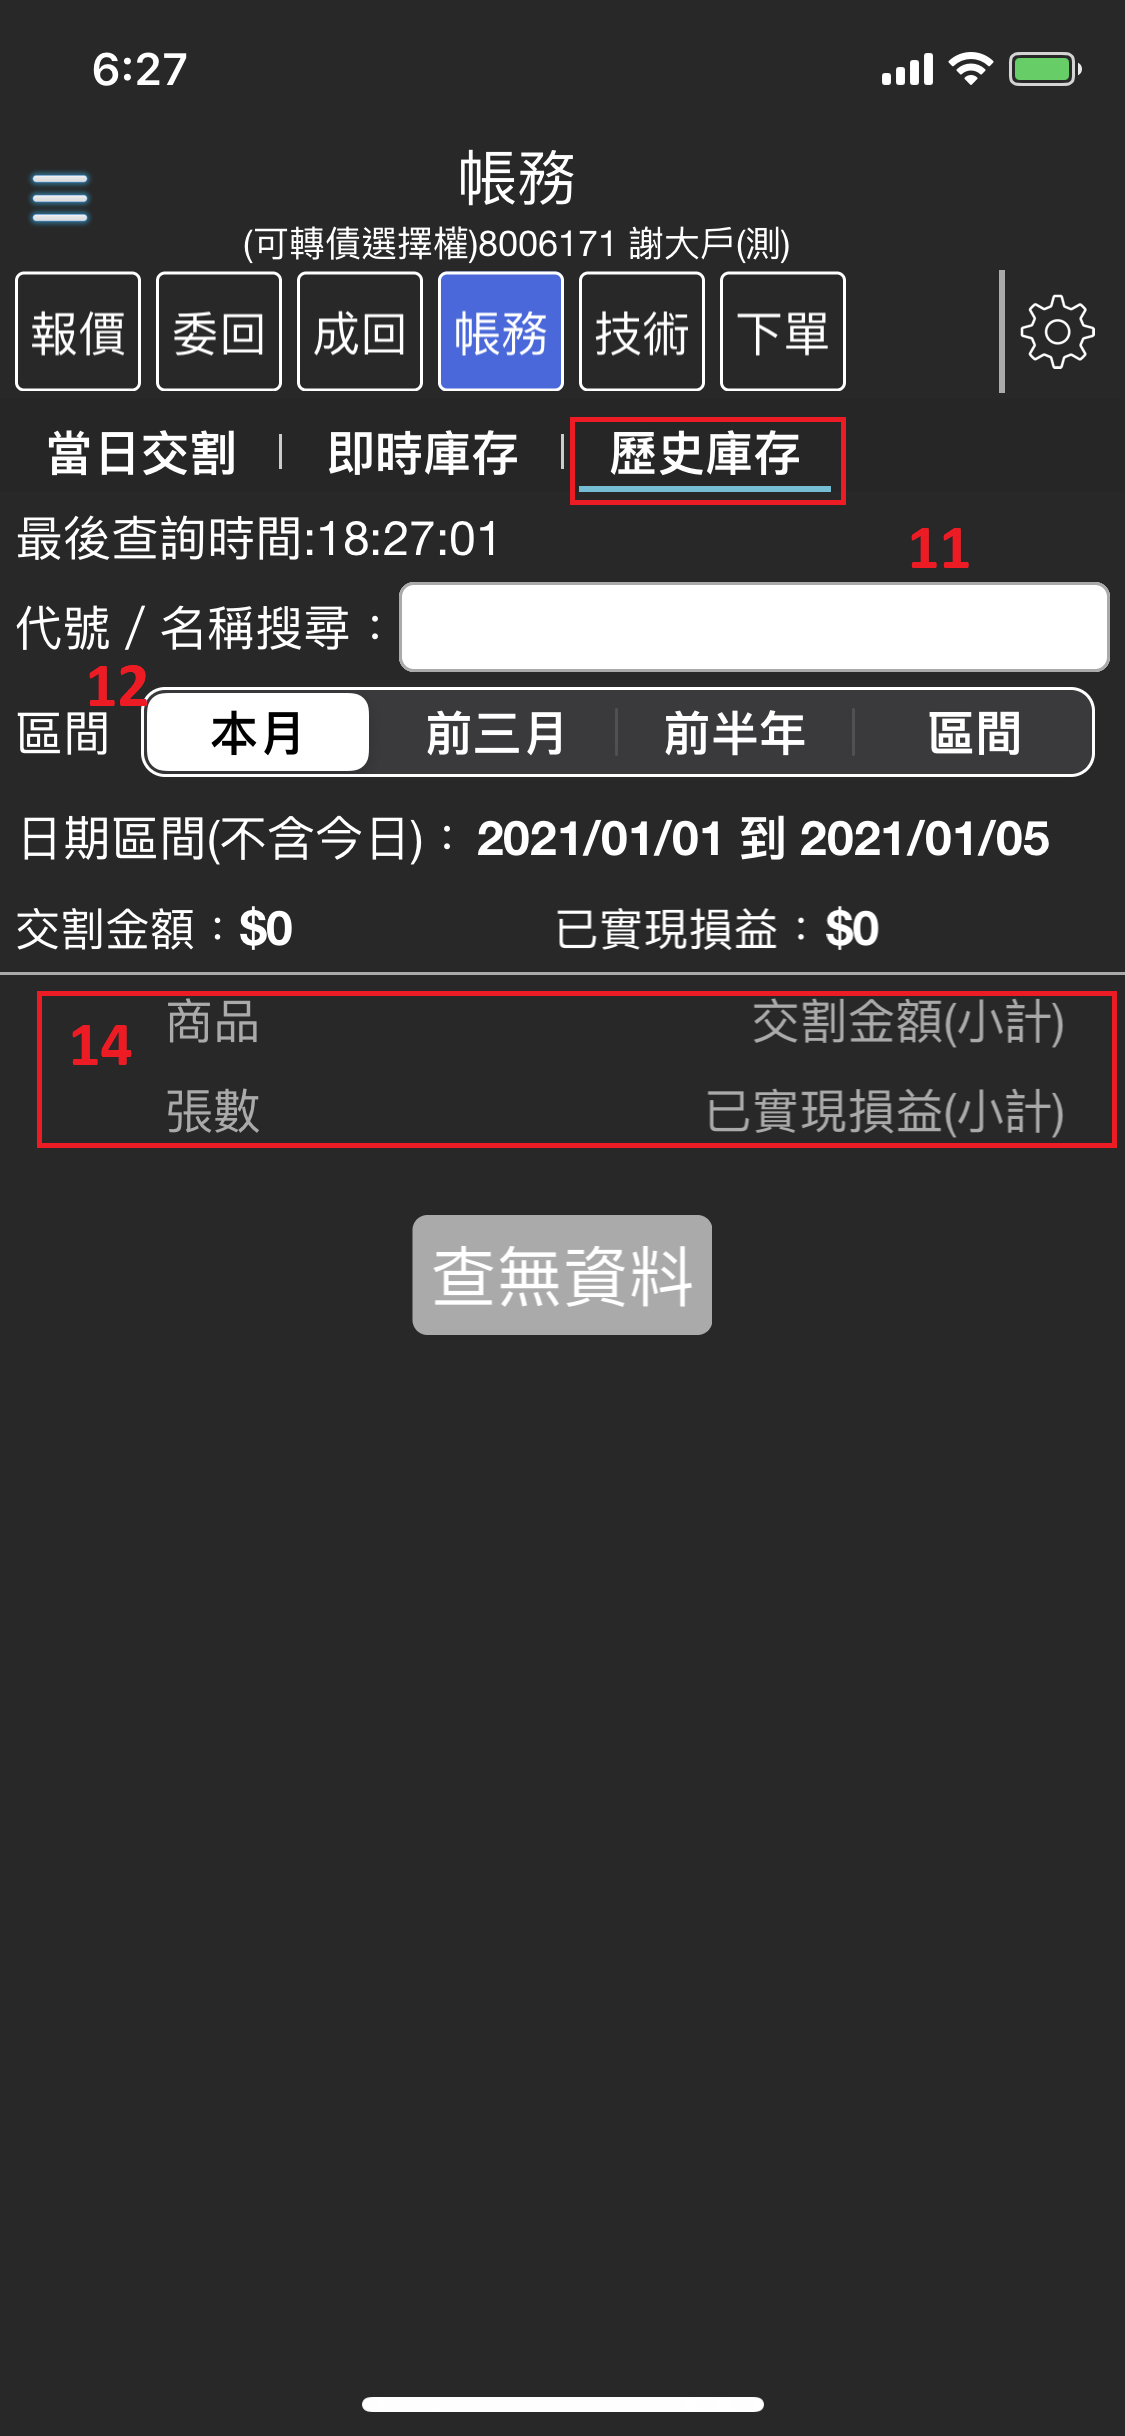 6:27
帳務
(可轉債選擇權)8006171 謝大戶(測)
報價 委回 成回 帳務 技術 下單
當日交割 即時庫存 歷史庫存
最後查詢時間:18:27:01
11
代號 / 名稱搜尋：
12
區間 本月 前三月 前半年 區間
日期區間(不含今日)：2021/01/01 到 2021/01/05
交割金額：$0 已實現損益：$0
商品 交割金額(小計)
14
張數 已實現損益(小計)
查無資料